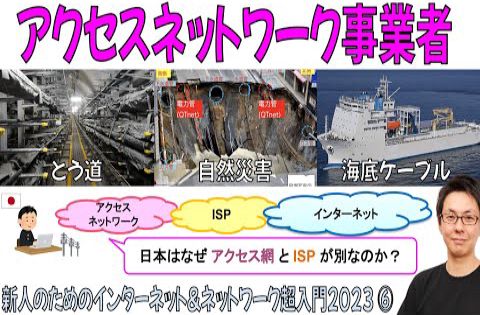 アクセスネットワーク事業者
電力管
(QTnet)
電力管
(QTnet)
とう道
自然災害
海底ケーブル
アクセス
ネットワーク
ISP
インターネット
日本はなぜ アクセス網 と ISP が別なのか？
新人のためのインターネット&ネットワーク超入門2023 ⑥